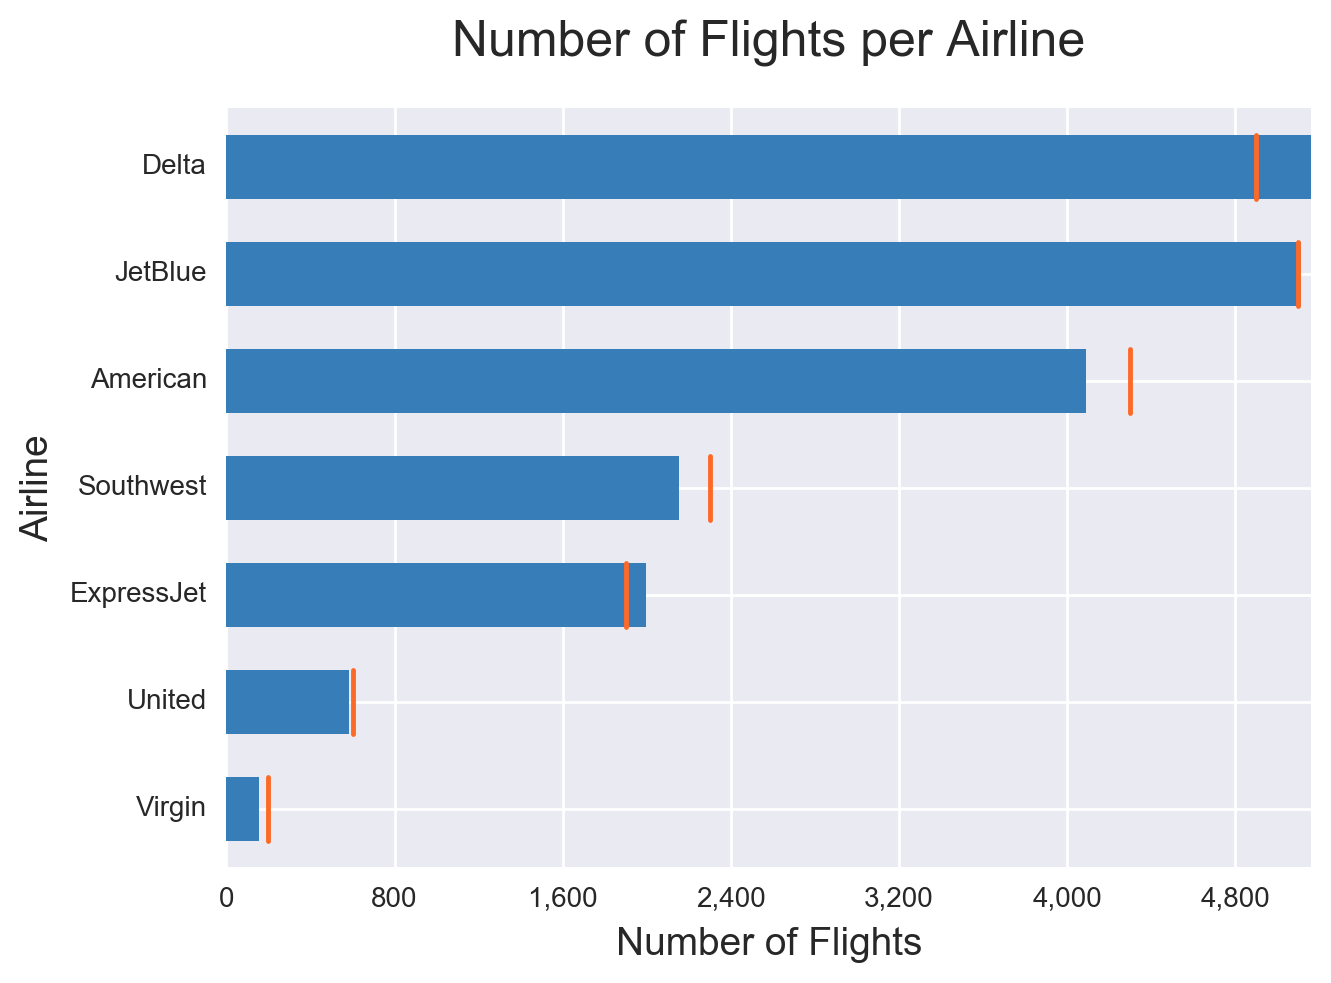 Number of Flights per Airline
Delta
JetBlue
American
Southwest
ExpressJet
United
Virgin
Airline
0 800 1,600 2,400 3,200 4,000 4,800
Number of Flights